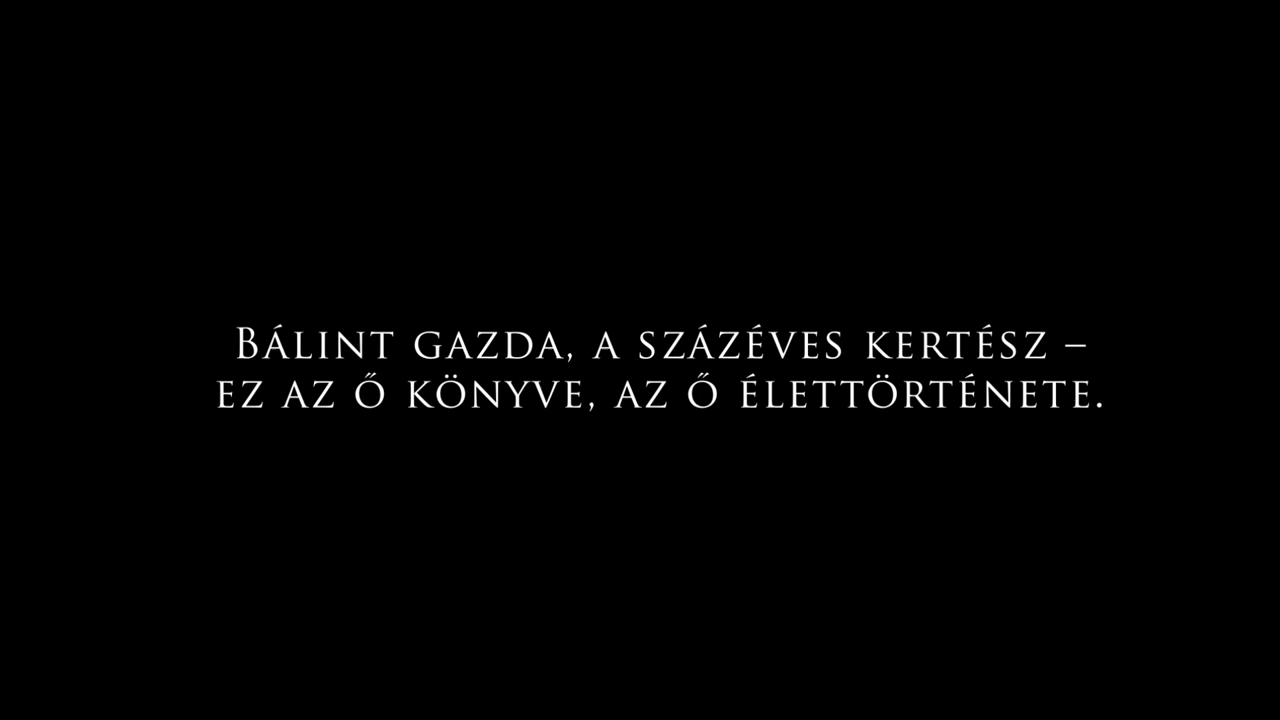 Bálint gazda, a százéves kertész –
ez az ő könyve, az ő élettörténete.